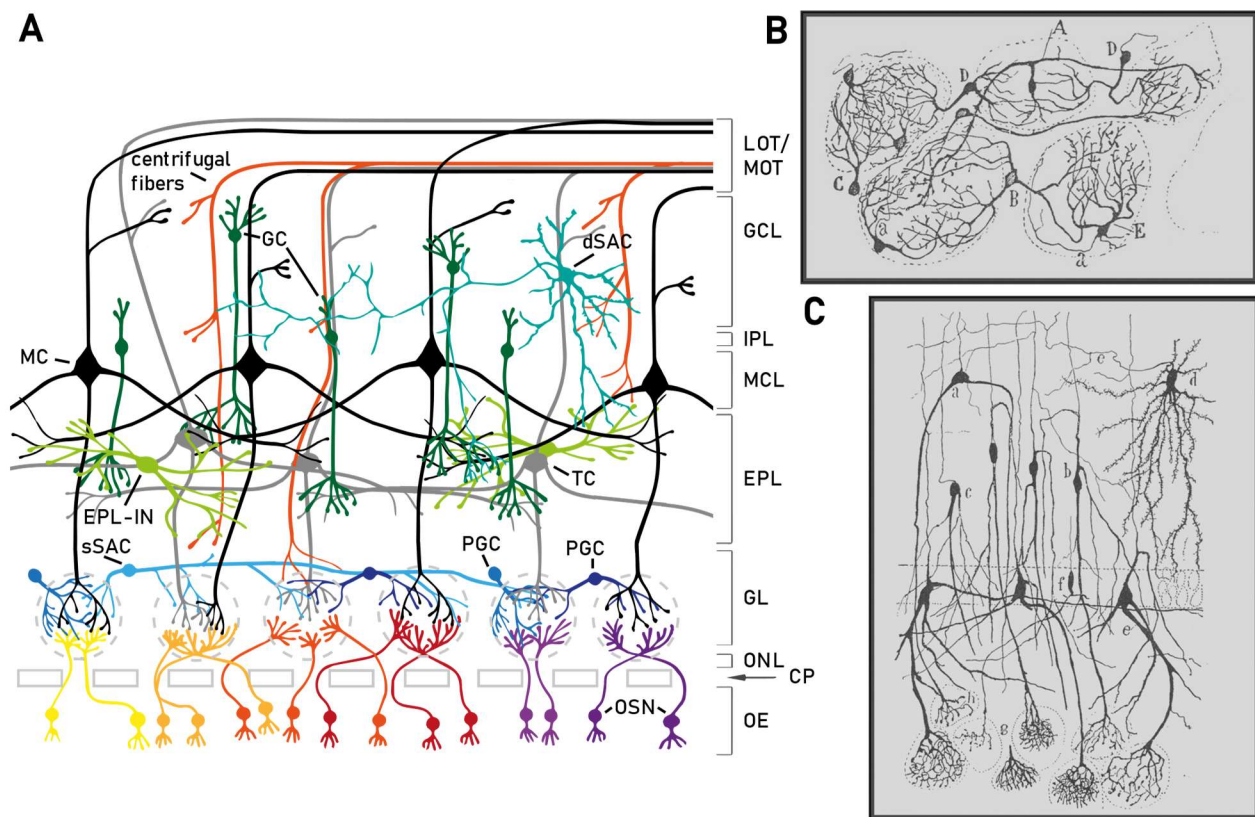 A
centrifugal
fibers
GC
dSAC
MC
TC
EPL-IN
sSAC
PGC
PGC
OSN
LOT/
MOT
GCL
IPL
MCL
EPL
GL
ONL
CP
OE
B
A
D
D
C
B
a
E
a
C
a
c
r
d
b
c
f
e
h
g